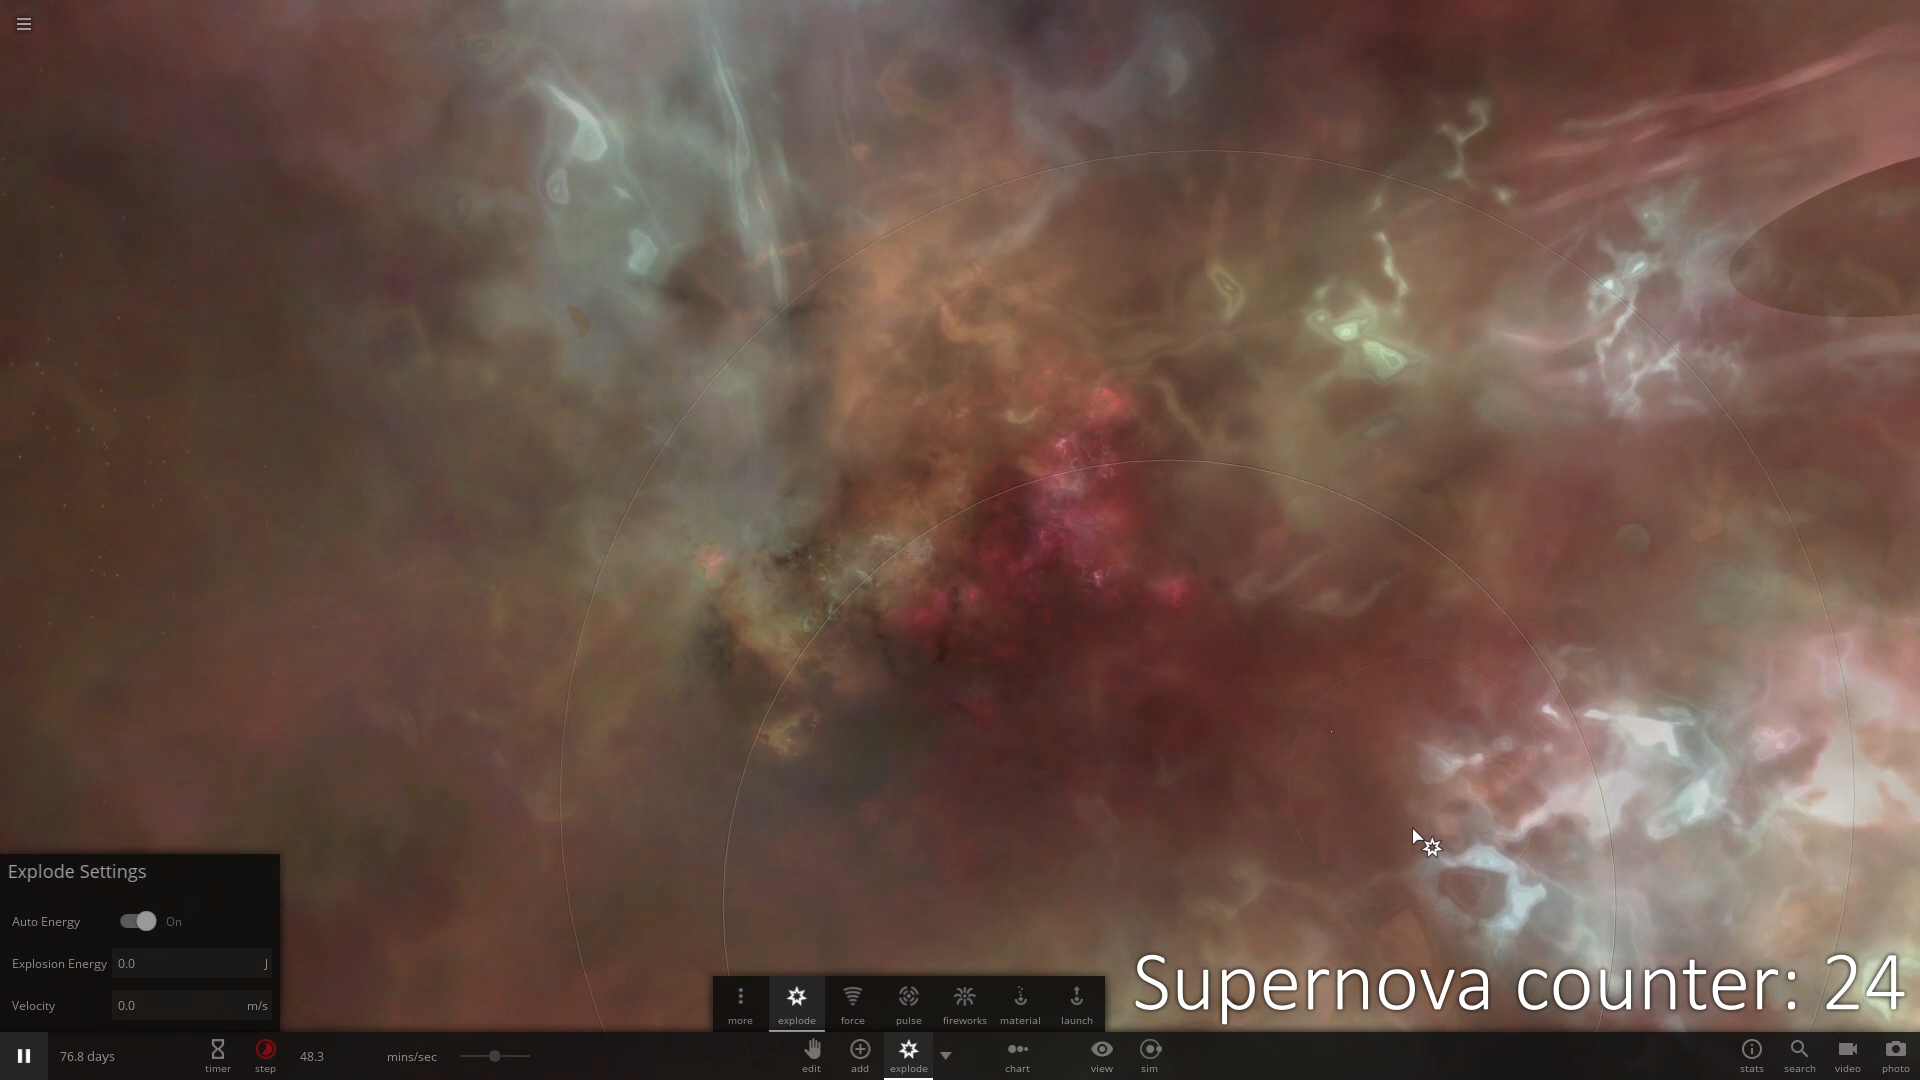 Explode Settings
Auto Energy On
Explosion Energy 0.0 J
Velocity 0.0 m/s
more explode force pulse fireworks material launch
Supernova counter: 24
76.8 days timer step 48.3 mins/sec edit add explode chart view sim stats search video photo